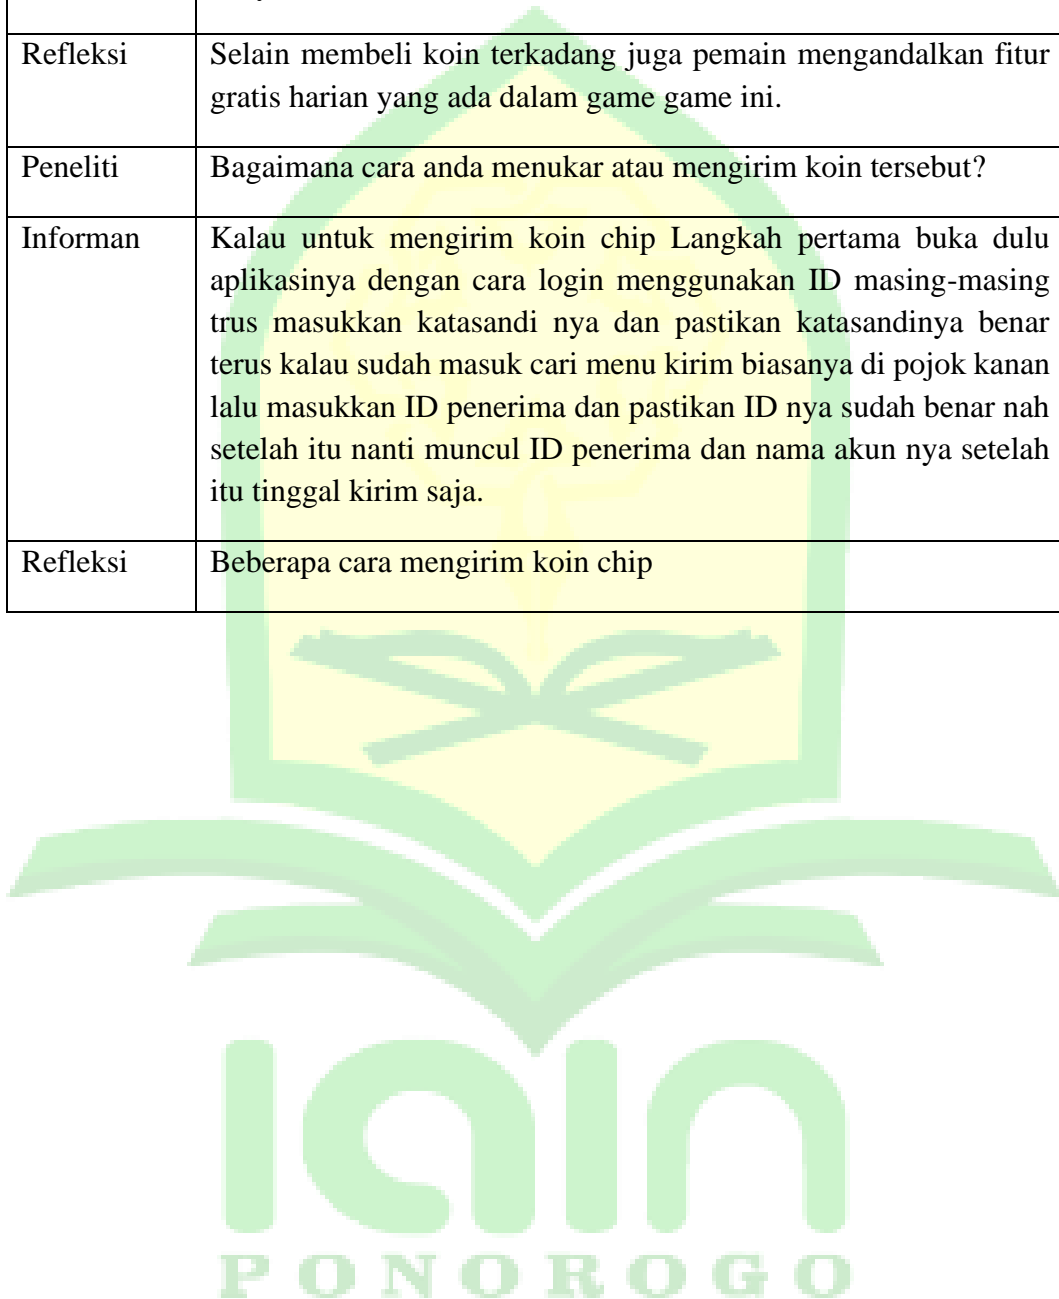 Refleksi
Selain membeli koin terkadang juga pemain mengandalkan fitur
gratis harian yang ada dalam game game ini.
Peneliti
Bagaimana cara anda menukar atau mengirim koin tersebut?
Informan
Kalau untuk mengirim koin chip Langkah pertama buka dulu
aplikasinya dengan cara login menggunakan ID masing-masing
trus masukkan katasandi nya dan pastikan katasandinya benar
terus kalau sudah masuk cari menu kirim biasanya di pojok kanan
lalu masukkan ID penerima dan pastikan ID nya sudah benar nah
setelah itu nanti muncul ID penerima dan nama akun nya setelah
itu tinggal kirim saja.
Refleksi
Beberapa cara mengirim koin chip
iain
PONOROGO